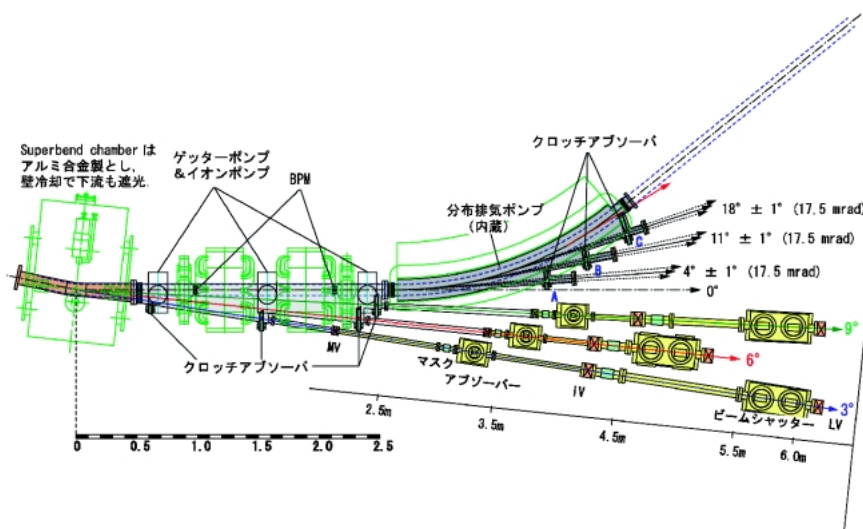 クロッチアブソーバ
Superbend chamber は
アルミ合金製とし,
壁冷却で下流も遮光.
ゲッターポンプ
&イオンポンプ
BPM
分布排気ポンプ
(内蔵)
18° ± 1° (17.5 mrad)
11° ± 1° (17.5 mrad)
4° ± 1° (17.5 mrad)
0°
C
B
A
9°
6°
3°
クロッチアブソーバ
MV
マスク
アブソーバー
IV
ビームシャッター
LV
2.5m
3.5m
4.5m
5.5m
6.0m
0
0.5
1.0
1.5
2.0
2.5